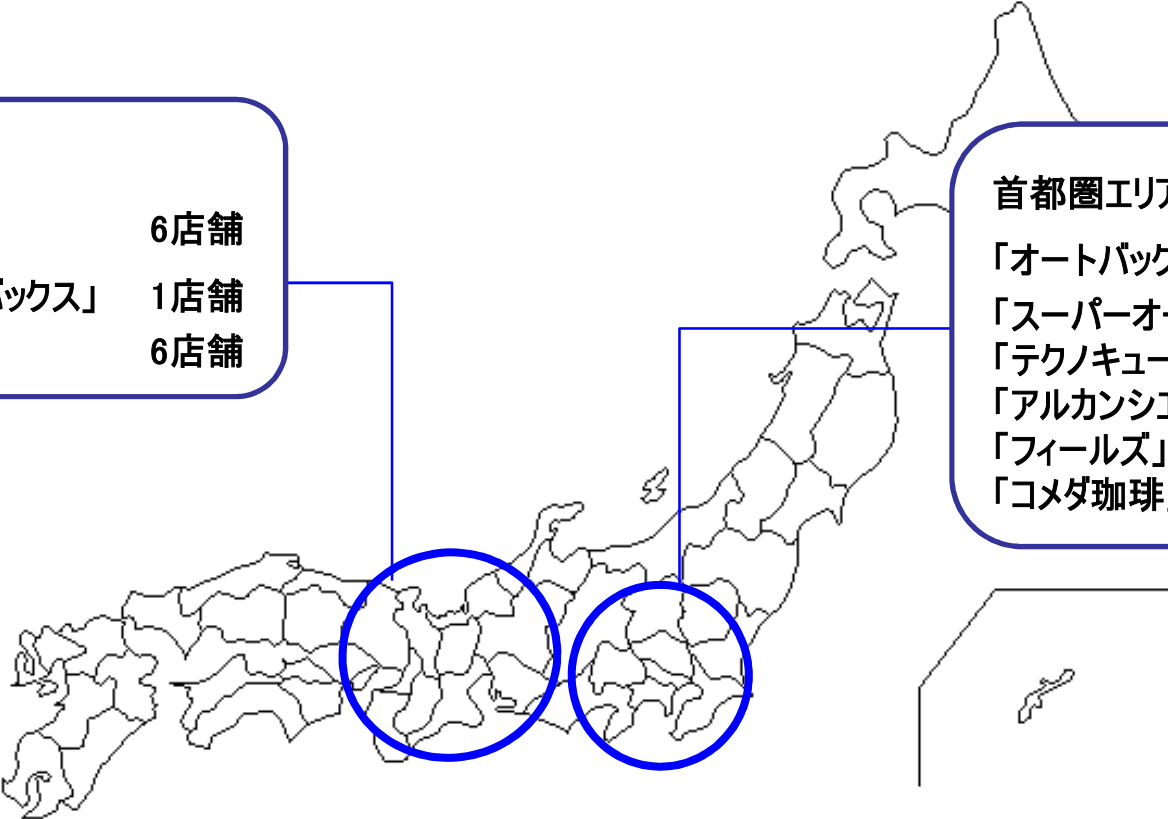 6店舗
バックス」 1店舗
6店舗
首都圏エリア
「オートバック
「スーパーオー
「テクノキュー
「アルカンシエ
「フィールズ」
「コメダ珈琲」